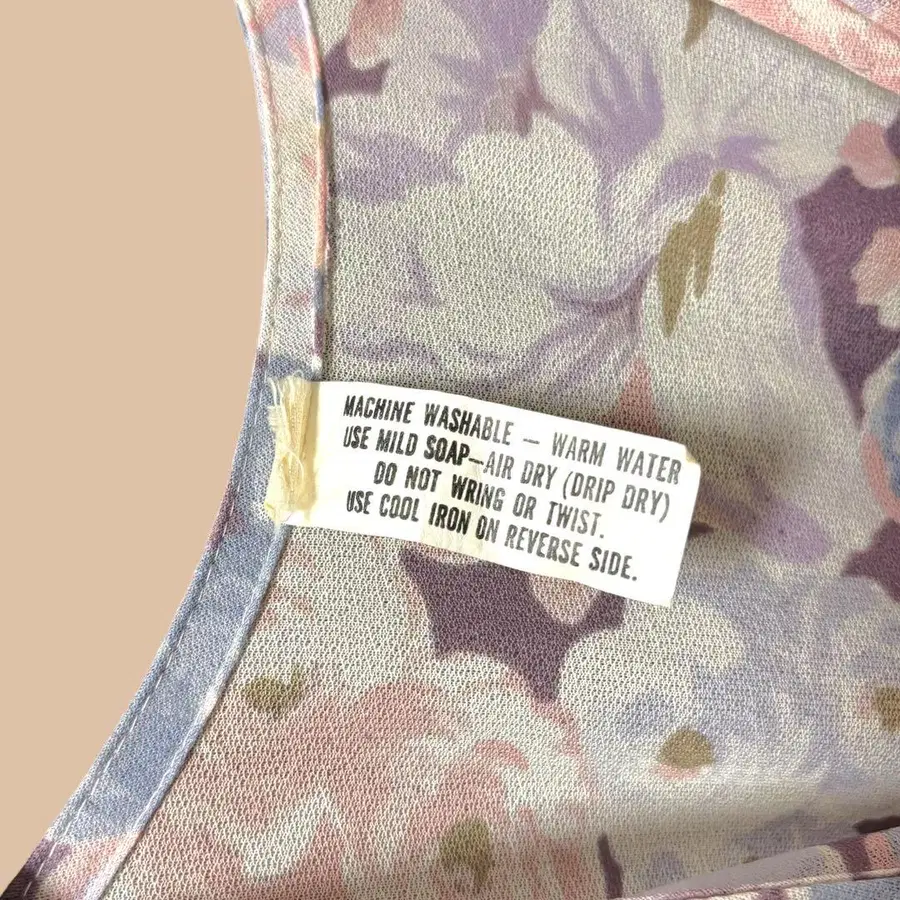 MACHINE WASHABLE — WARM WATER
USE MILD SOAP—AIR DRY (DRIP DRY)
DO NOT WRING OR TWIST.
USE COOL IRON ON REVERSE SIDE.